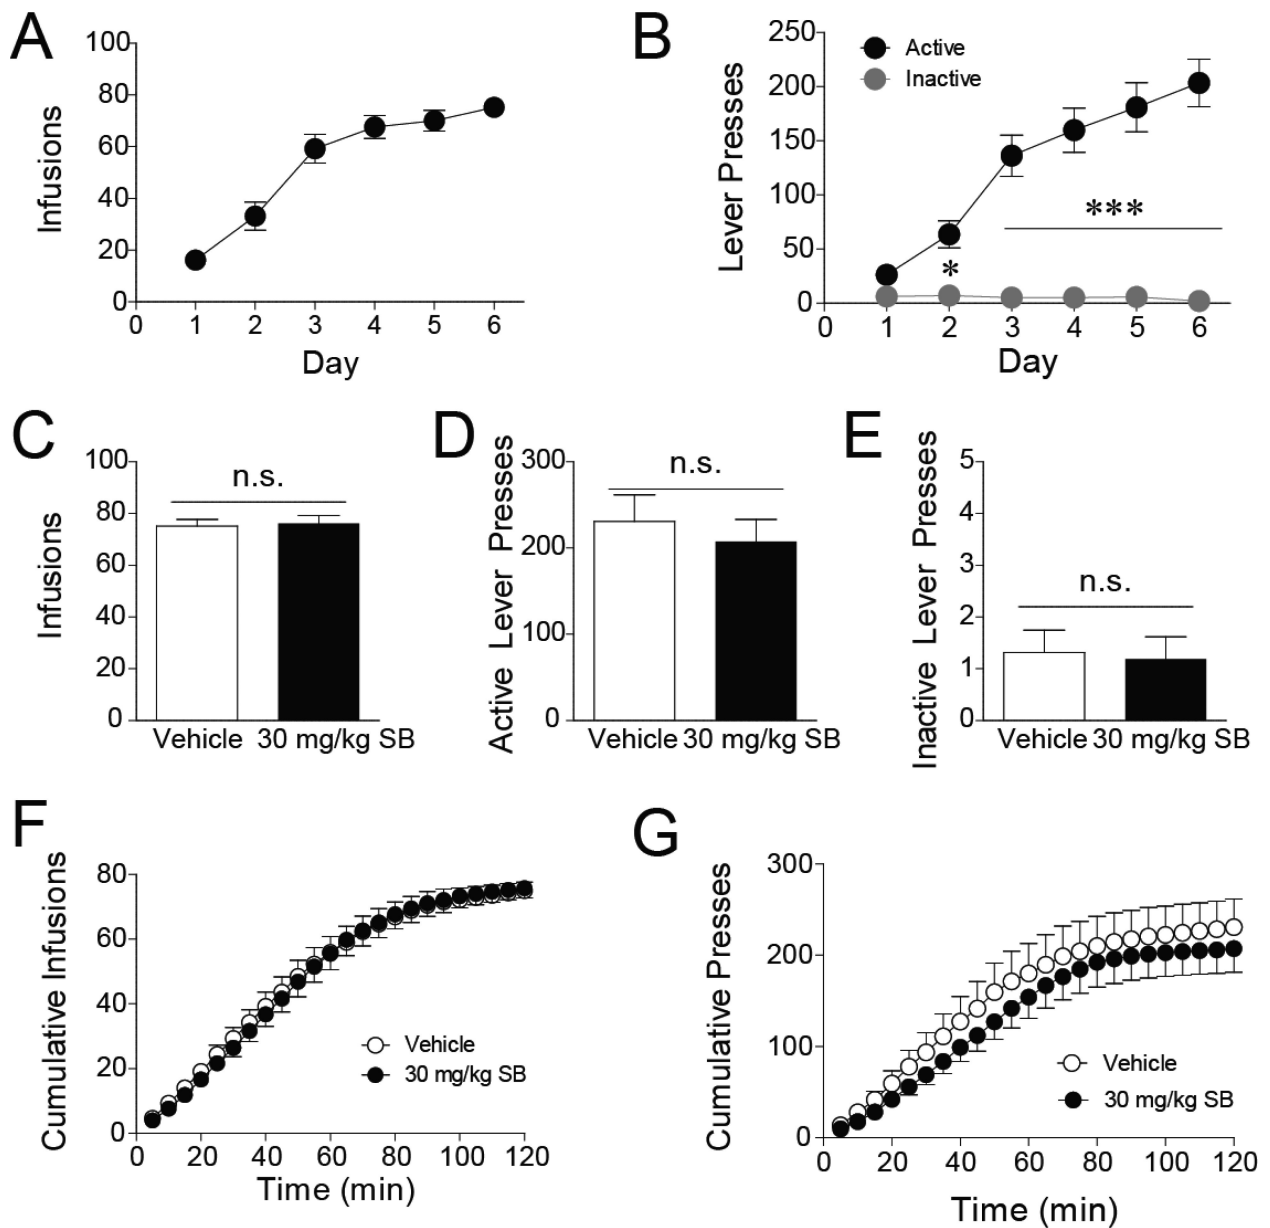 A
Infusions
100
80
60
40
20
0
0 1 2 3 4 5 6
Day
B
Lever Presses
250
200
150
100
50
0
Active
Inactive
***
*
0 1 2 3 4 5 6
Day
C
Infusions
100
80
60
40
20
0
n.s.
Vehicle 30 mg/kg SB
D
Active Lever Presses
300
200
100
0
n.s.
Vehicle 30 mg/kg SB
E
Inactive Lever Presses
5
4
3
2
1
0
n.s.
Vehicle 30 mg/kg SB
F
Cumulative Infusions
80
60
40
20
0
Vehicle
30 mg/kg SB
0 20 40 60 80 100 120
Time (min)
G
Cumulative Presses
300
200
100
0
Vehicle
30 mg/kg SB
0 20 40 60 80 100 120
Time (min)